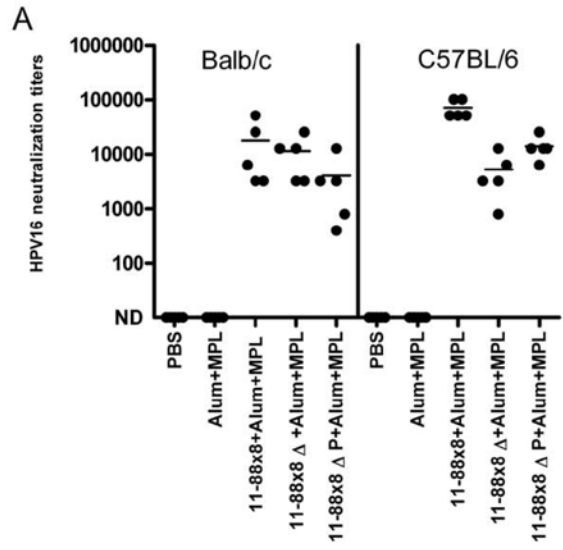 A
Balb/c
C57BL/6
HPV16 neutralization titers
1000000
100000
10000
1000
100
ND
PBS
Alum+MPL
11-88x8+Alum+MPL
11-88x8 Δ +Alum+MPL
11-88x8 Δ P+Alum+MPL
PBS
Alum+MPL
11-88x8+Alum+MPL
11-88x8 Δ +Alum+MPL
11-88x8 Δ P+Alum+MPL